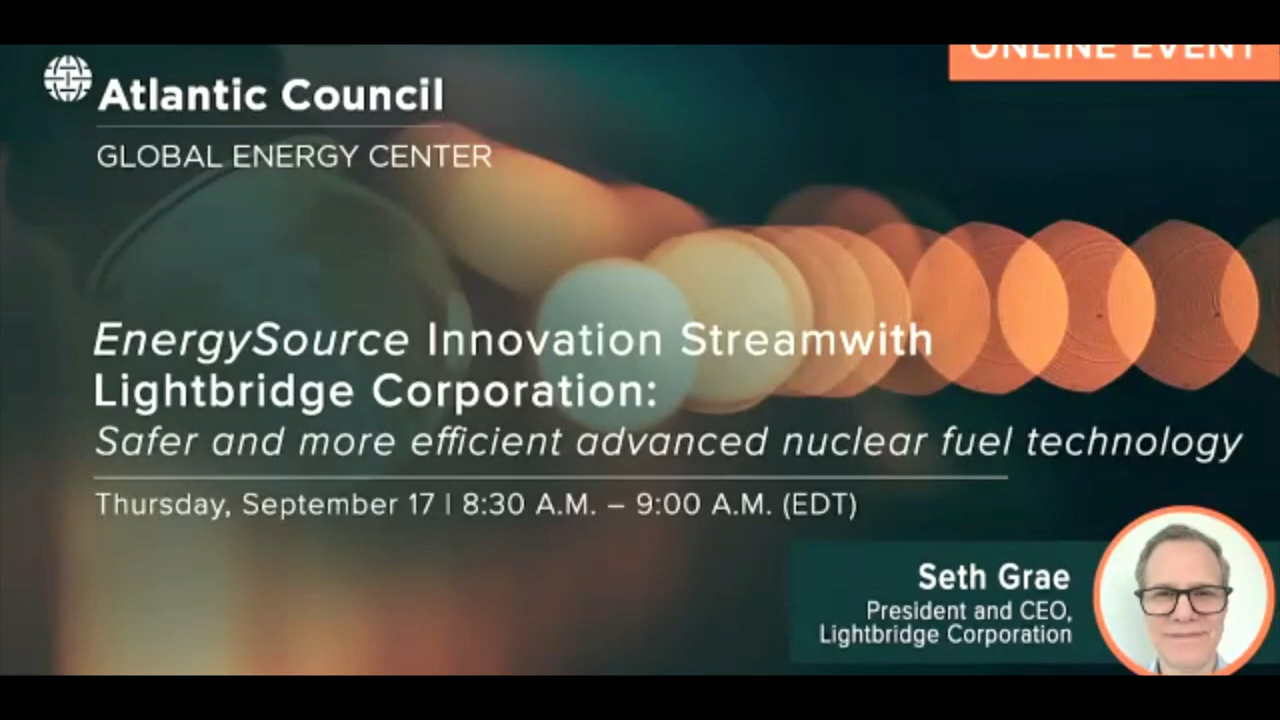 ONLINE EVENT
Atlantic Council
GLOBAL ENERGY CENTER
EnergySource Innovation Streamwith
Lightbridge Corporation:
Safer and more efficient advanced nuclear fuel technology
Thursday, September 17 | 8:30 A.M. – 9:00 A.M. (EDT)
Seth Grae
President and CEO,
Lightbridge Corporation